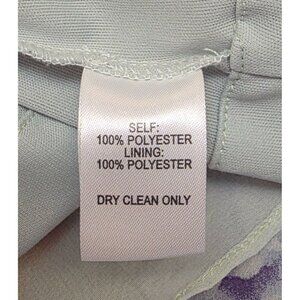 SELF:
100% POLYESTER
LINING:
100% POLYESTER
DRY CLEAN ONLY